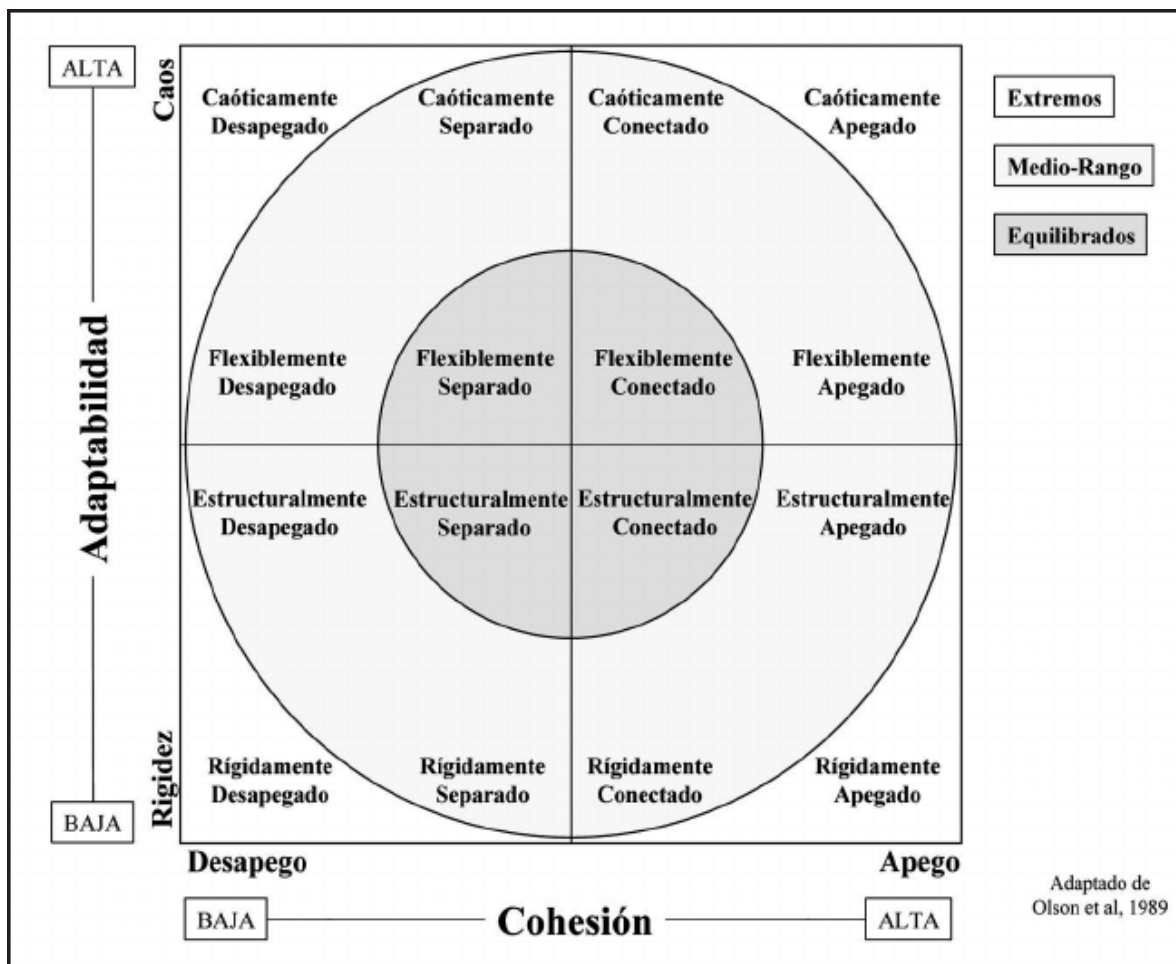 ALTA
Caos
Caóticamente
Desapegado
Caóticamente
Separado
Caóticamente
Conectado
Caóticamente
Apegado
Extremos
Medio-Rango
Equilibrados
Adaptabilidad
Flexiblemente
Desapegado
Flexiblemente
Separado
Flexiblemente
Conectado
Flexiblemente
Apegado
Estructuralmente
Desapegado
Estructuralmente
Separado
Estructuralmente
Conectado
Estructuralmente
Apegado
Rígidamente
Desapegado
Rígidamente
Separado
Rígidamente
Conectado
Rígidamente
Apegado
Rigidez
BAJA
Desapego
Apego
BAJA
Cohesión
ALTA
Adaptado de
Olson et al, 1989